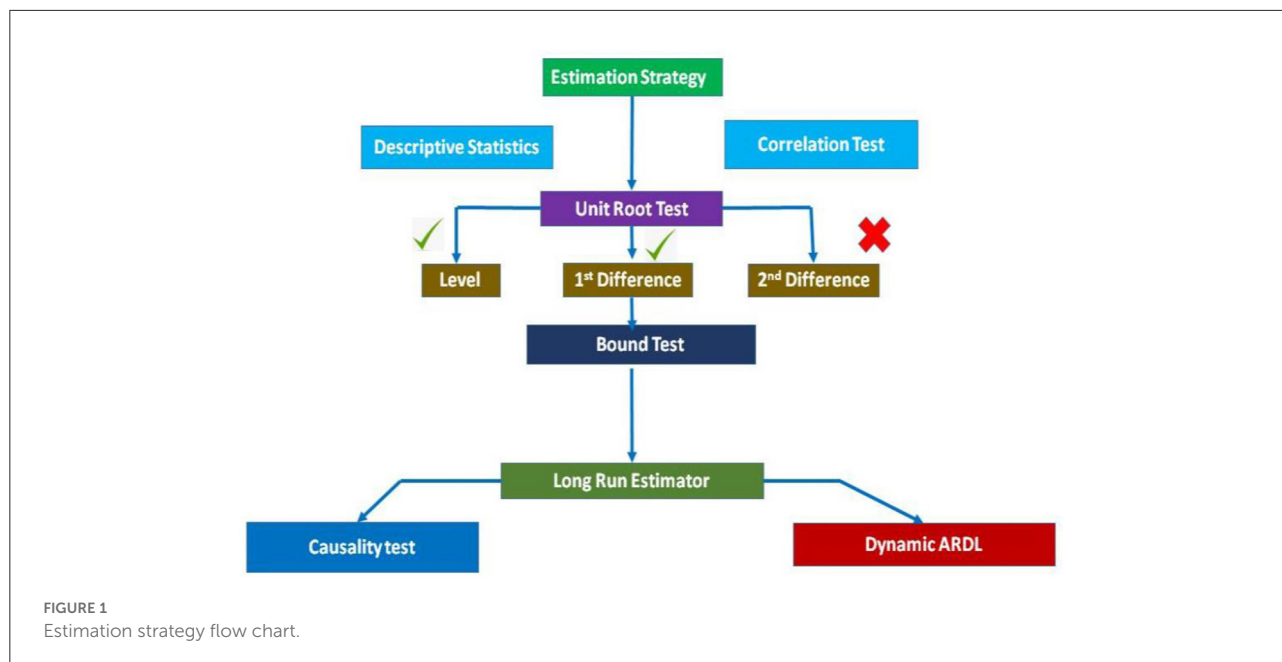 Estimation Strategy
Descriptive Statistics
Correlation Test
Unit Root Test
Level
1st Difference
2nd Difference
Bound Test
Long Run Estimator
Causality test
Dynamic ARDL
FIGURE 1
Estimation strategy flow chart.